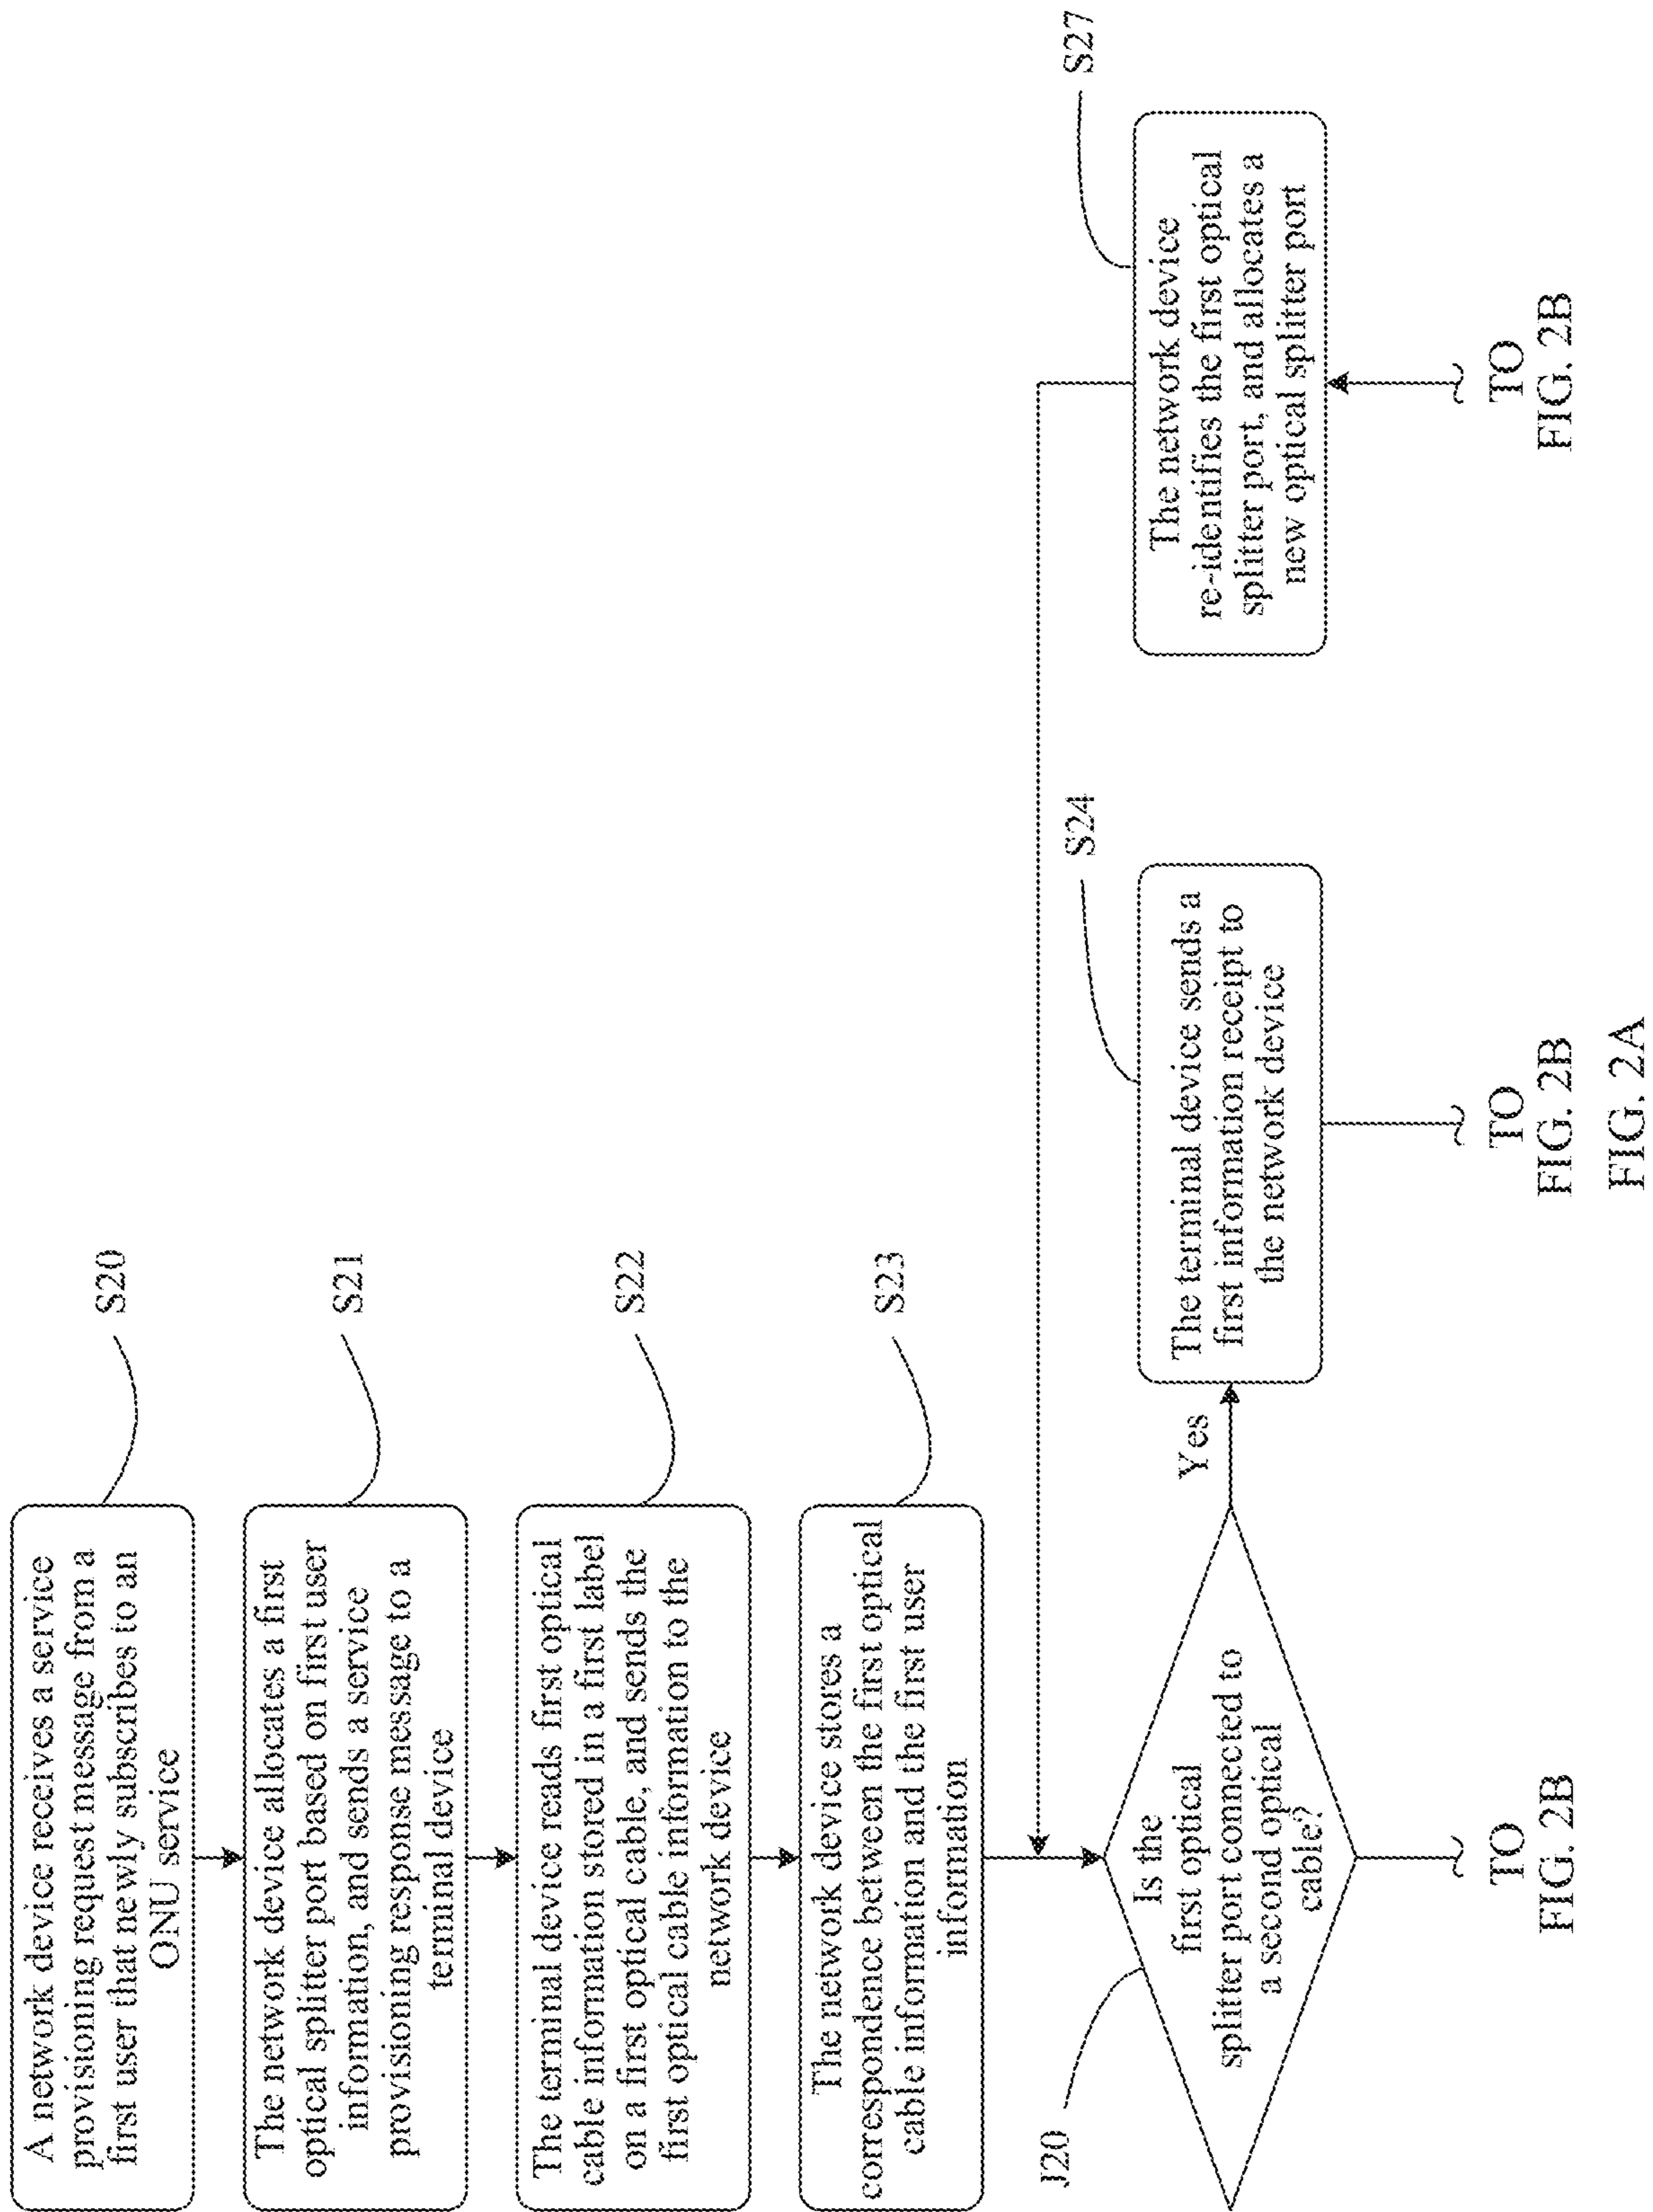 A network device receives a service
provisioning request message from a
first user that newly subscribes to an
ONU service
S20
The network device allocates a first
optical splitter port based on first user
information, and sends a service
provisioning response message to a
terminal device
S21
The terminal device reads first optical
cable information stored in a first label
on a first optical cable, and sends the
first optical cable information to the
network device
S22
The network device stores a
correspondence between the first optical
cable information and the first user
information
S23
J20
Is the
first optical
splitter port connected to
a second optical
cable?
Yes
The terminal device sends a
first information receipt to
the network device
S24
The network device
re-identifies the first optical
splitter port, and allocates a
new optical splitter port
S27
TO
FIG. 2B
TO
FIG. 2B
TO
FIG. 2B
FIG. 2A